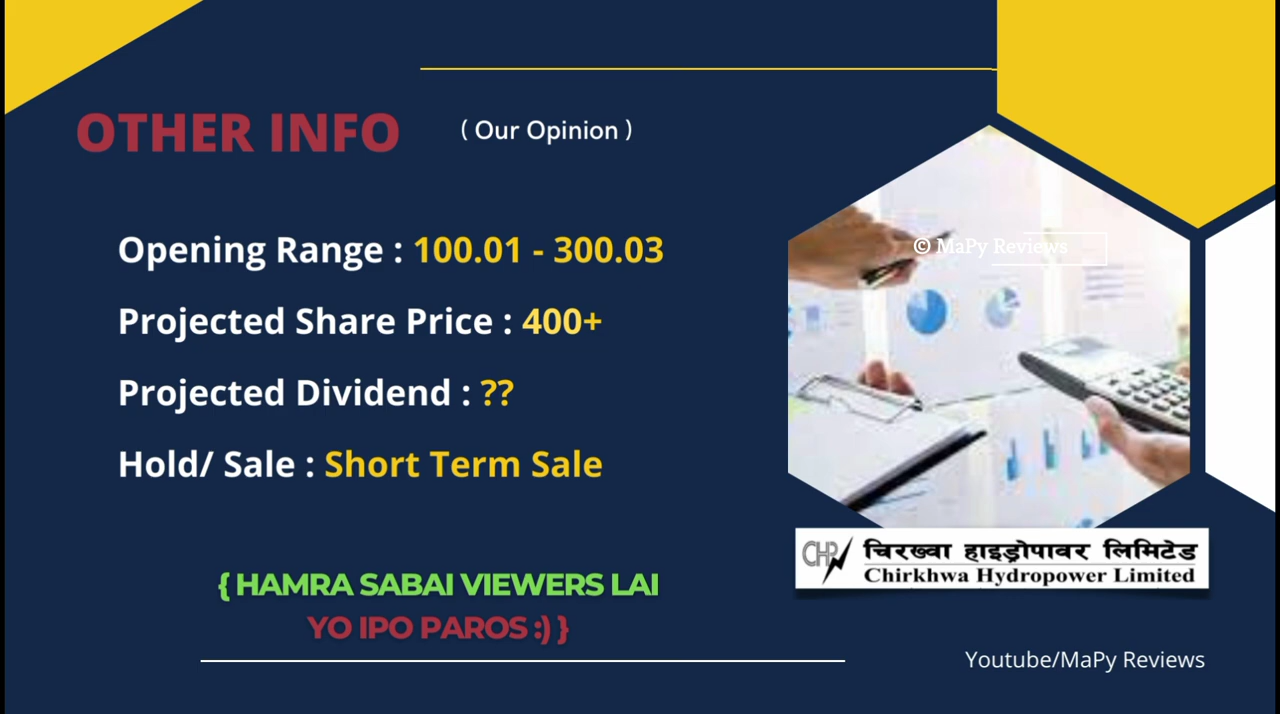 OTHER INFO
( Our Opinion )
© MaPy Reviews
Opening Range : 100.01 - 300.03
Projected Share Price : 400+
Projected Dividend : ??
Hold/ Sale : Short Term Sale
CHP
चिरख्वा हाइड्रोपावर लिमिटेड
Chirkhwa Hydropower Limited
{ HAMRA SABAI VIEWERS LAI
YO IPO PAROS :) }
Youtube/MaPy Reviews